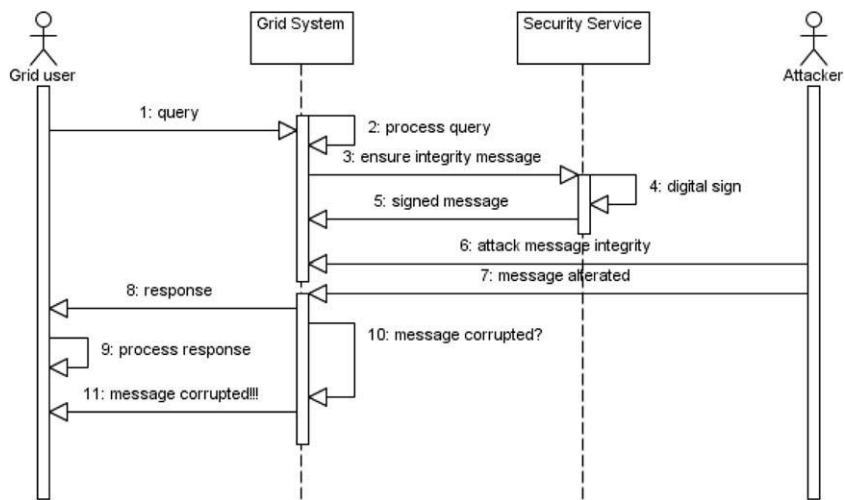 Grid System
Security Service
Grid user
Attacker
1: query
2: process query
3: ensure integrity message
4: digital sign
5: signed message
6: attack message integrity
7: message alterated
8: response
10: message corrupted?
9: process response
11: message corrupted!!!